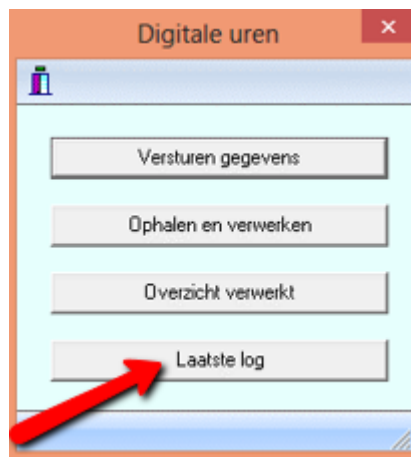 Digitale uren
Versturen gegevens
Ophalen en verwerken
Overzicht verwerkt
Laatste log